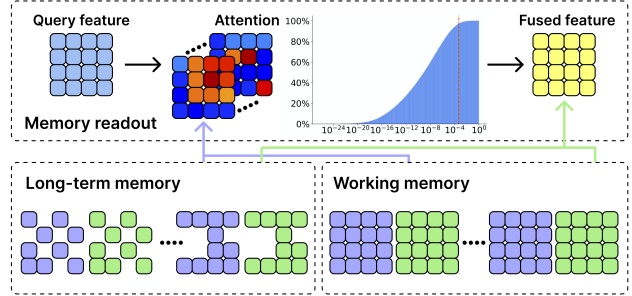 Query feature
Attention
Fused feature
100%
80%
60%
40%
20%
0%
10⁻²⁴ 10⁻²⁰ 10⁻¹⁶ 10⁻¹² 10⁻⁸ 10⁻⁴ 10⁰
Memory readout
Long-term memory
Working memory